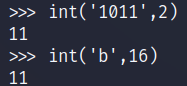 >>> int('1011',2)
11
>>> int('b',16)
11